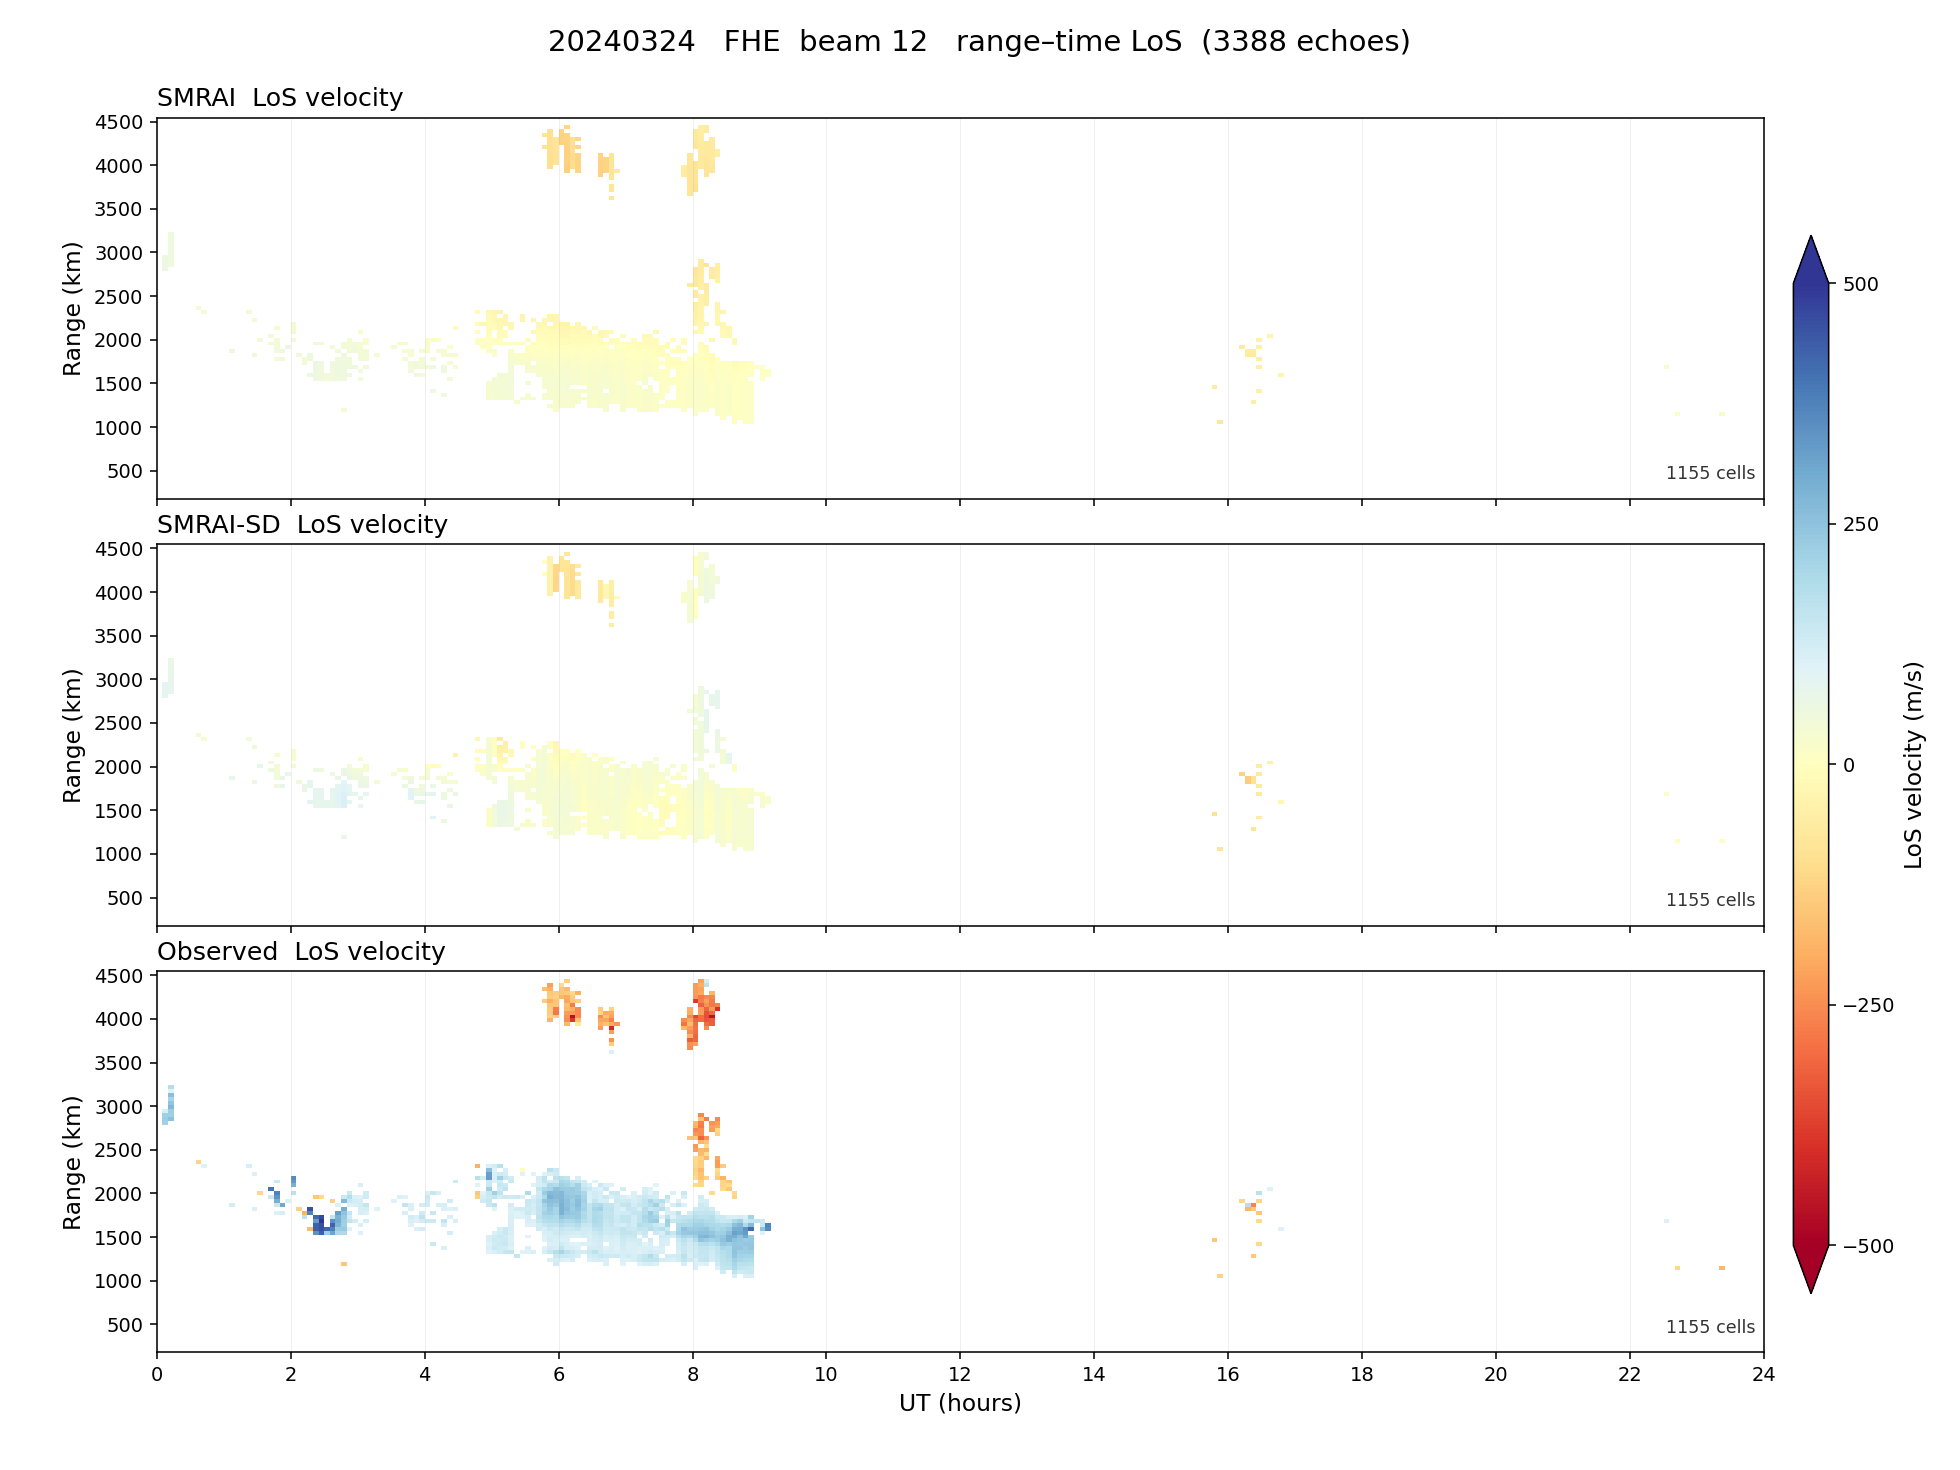 20240324   FHE  beam 12   range–time LoS  (3388 echoes)
SMRAI  LoS velocity
4500
4000
3500
3000
2500
2000
1500
1000
500
Range (km)
1155 cells
SMRAI-SD  LoS velocity
4500
4000
3500
3000
2500
2000
1500
1000
500
Range (km)
1155 cells
Observed  LoS velocity
4500
4000
3500
3000
2500
2000
1500
1000
500
Range (km)
1155 cells
0 2 4 6 8 10 12 14 16 18 20 22 24
UT (hours)
500
250
0
−250
−500
LoS velocity (m/s)